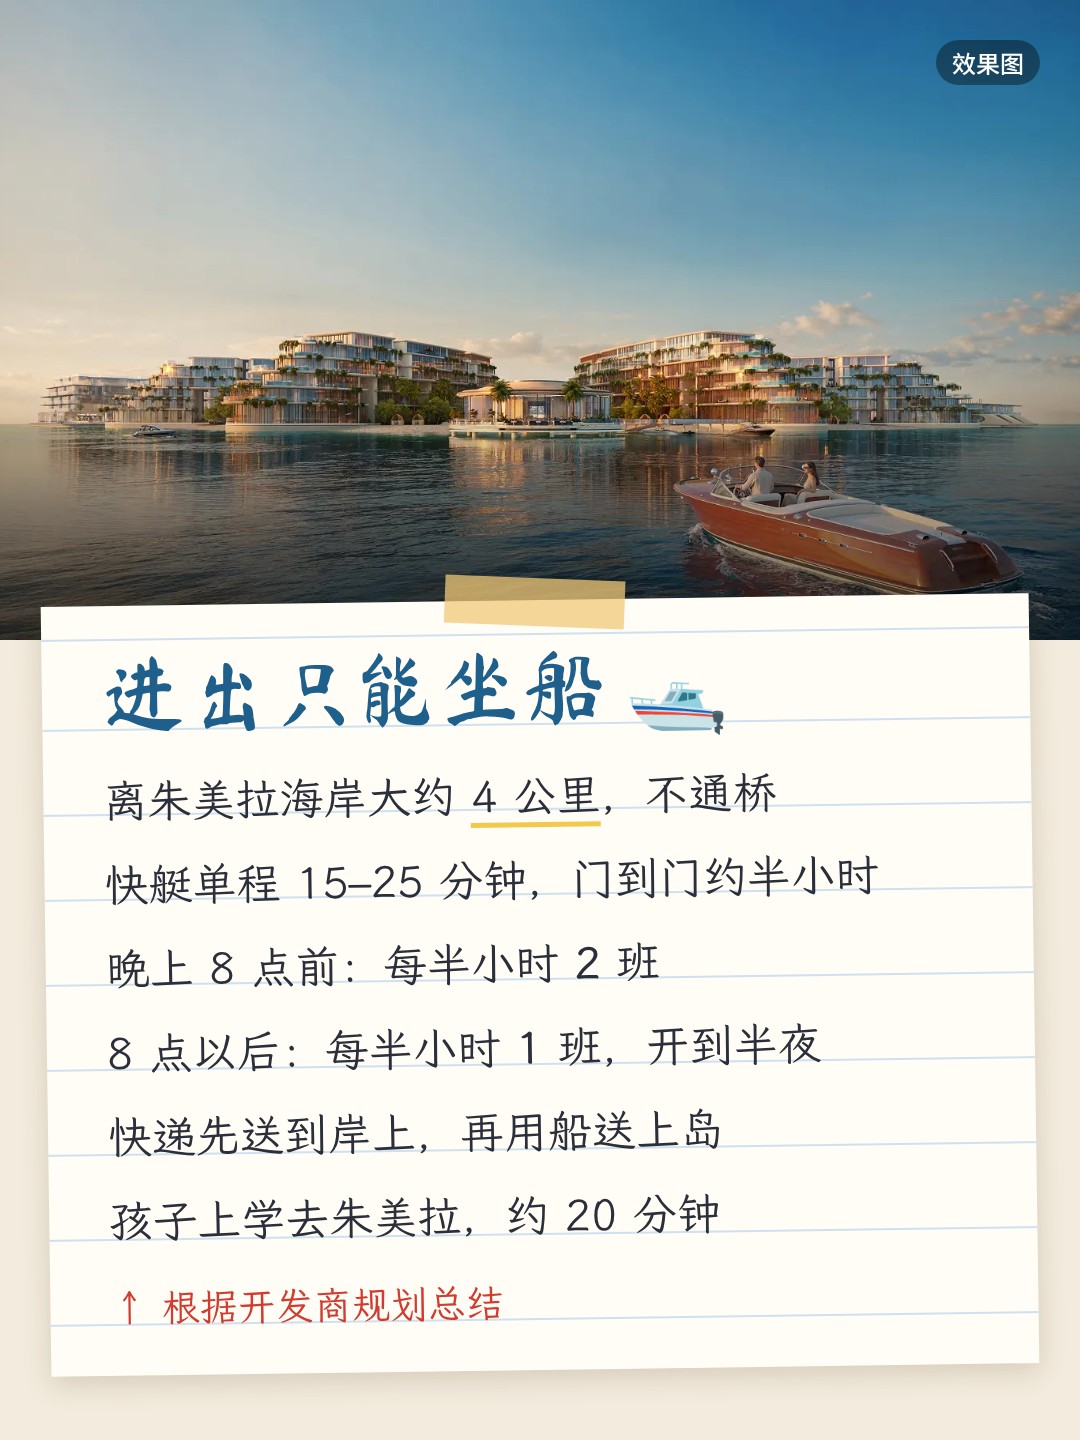 效果图
进出只能坐船
离朱美拉海岸大约 4 公里，不通桥
快艇单程 15–25 分钟，门到门约半小时
晚上 8 点前：每半小时 2 班
8 点以后：每半小时 1 班，开到半夜
快递先送到岸上，再用船送上岛
孩子上学去朱美拉，约 20 分钟
↑ 根据开发商规划总结